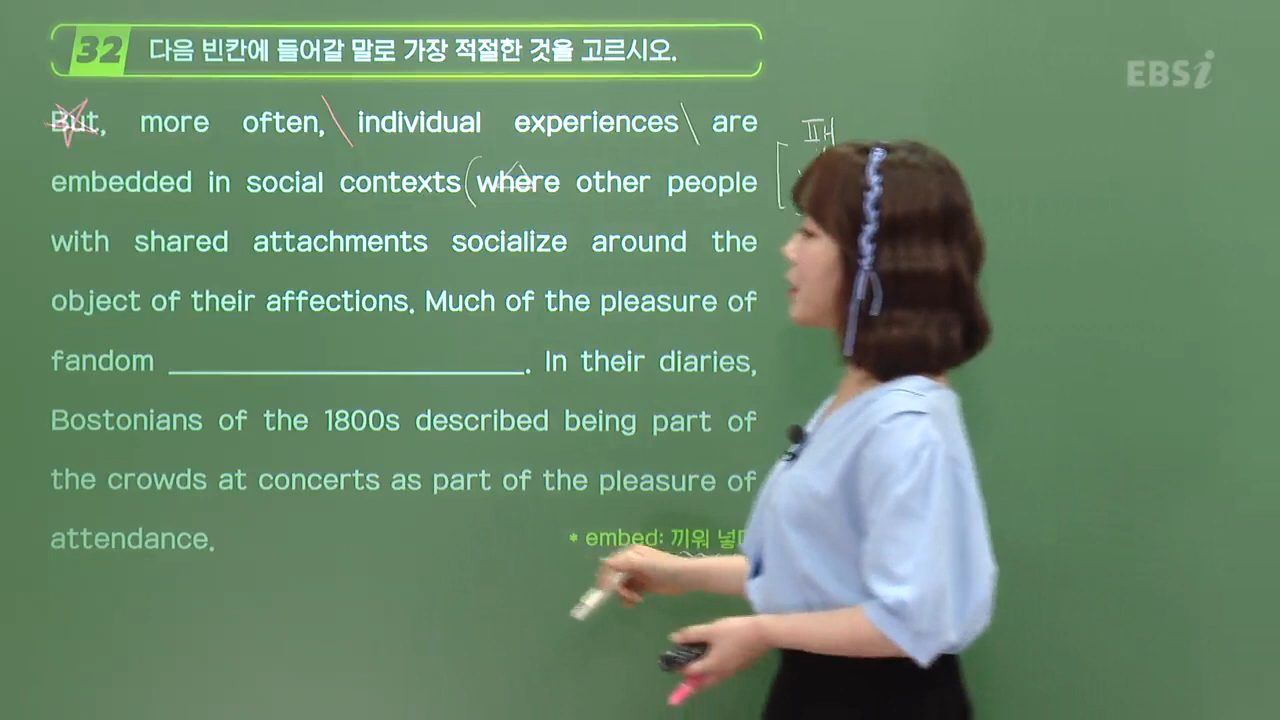 32 다음 빈칸에 들어갈 말로 가장 적절한 것을 고르시오.
EBSi
But, more often, individual experiences are
embedded in social contexts (where other people
with shared attachments socialize around the
object of their affections. Much of the pleasure of
fandom ____________________. In their diaries,
Bostonians of the 1800s described being part of
the crowds at concerts as part of the pleasure of
attendance.
* embed: 끼워